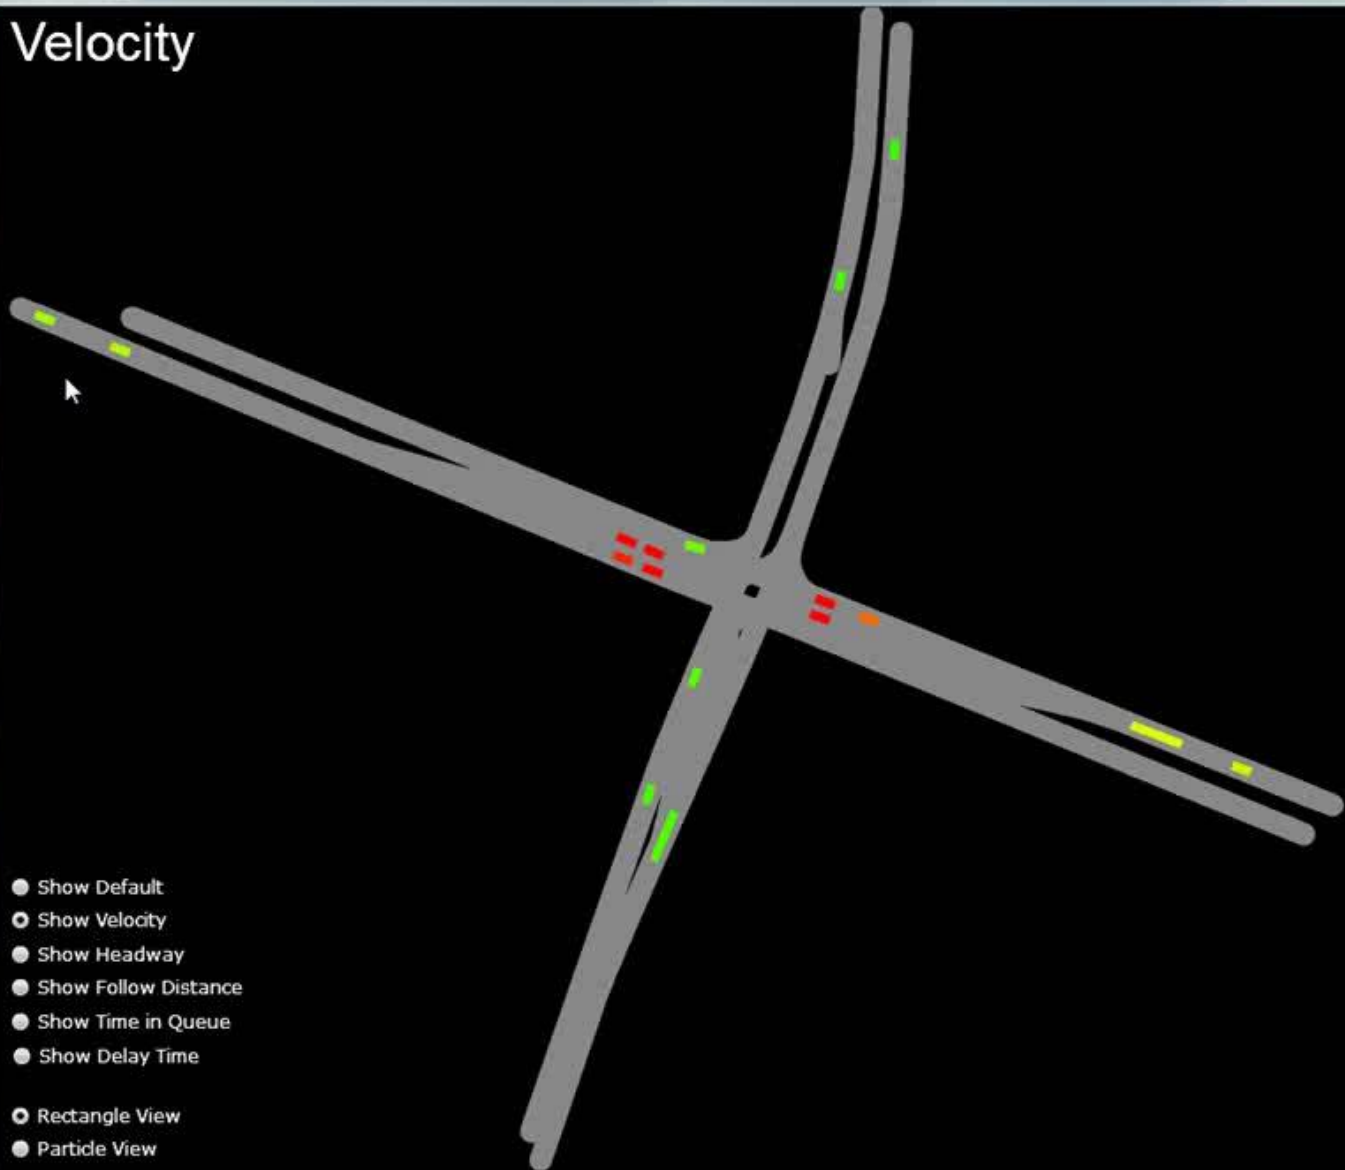 Velocity
Show Default
Show Velocity
Show Headway
Show Follow Distance
Show Time in Queue
Show Delay Time
Rectangle View
Particle View